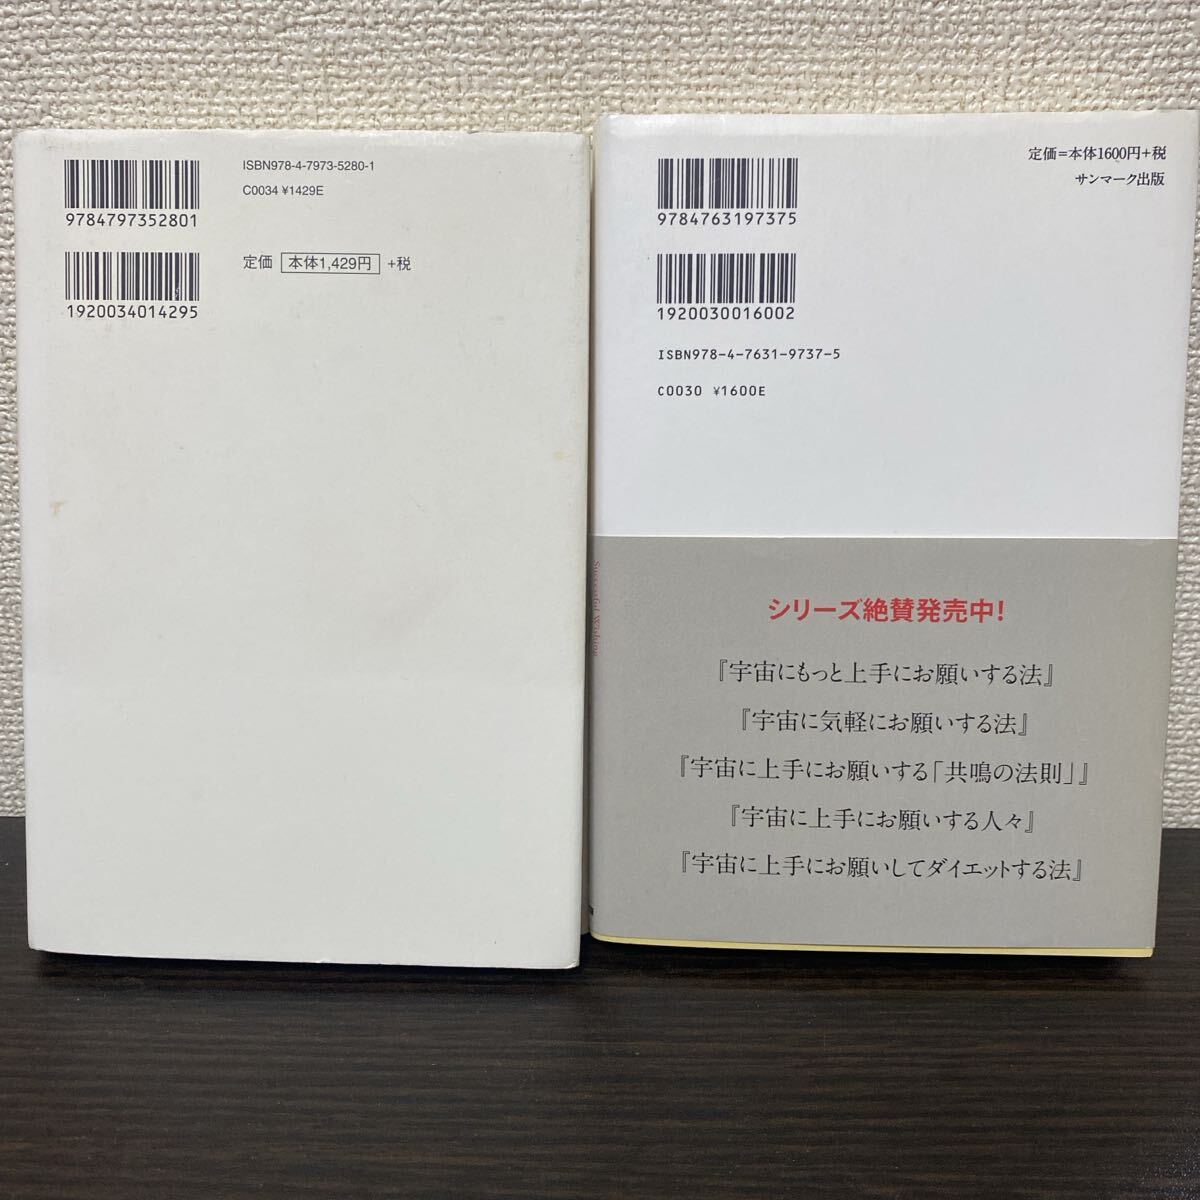 ISBN978-4-7973-5280-1
C0034 ¥1429E
9784797352801
定価 本体1,429円 +税
1920034014295
定価=本体1600円+税
サンマーク出版
9784763197375
1920030016002
ISBN978-4-7631-9737-5
C0030 ¥1600E
Successful Wishing
シリーズ絶賛発売中!
『宇宙にもっと上手にお願いする法』
『宇宙に気軽にお願いする法』
『宇宙に上手にお願いする「共鳴の法則」』
『宇宙に上手にお願いする人々』
『宇宙に上手にお願いしてダイエットする法』